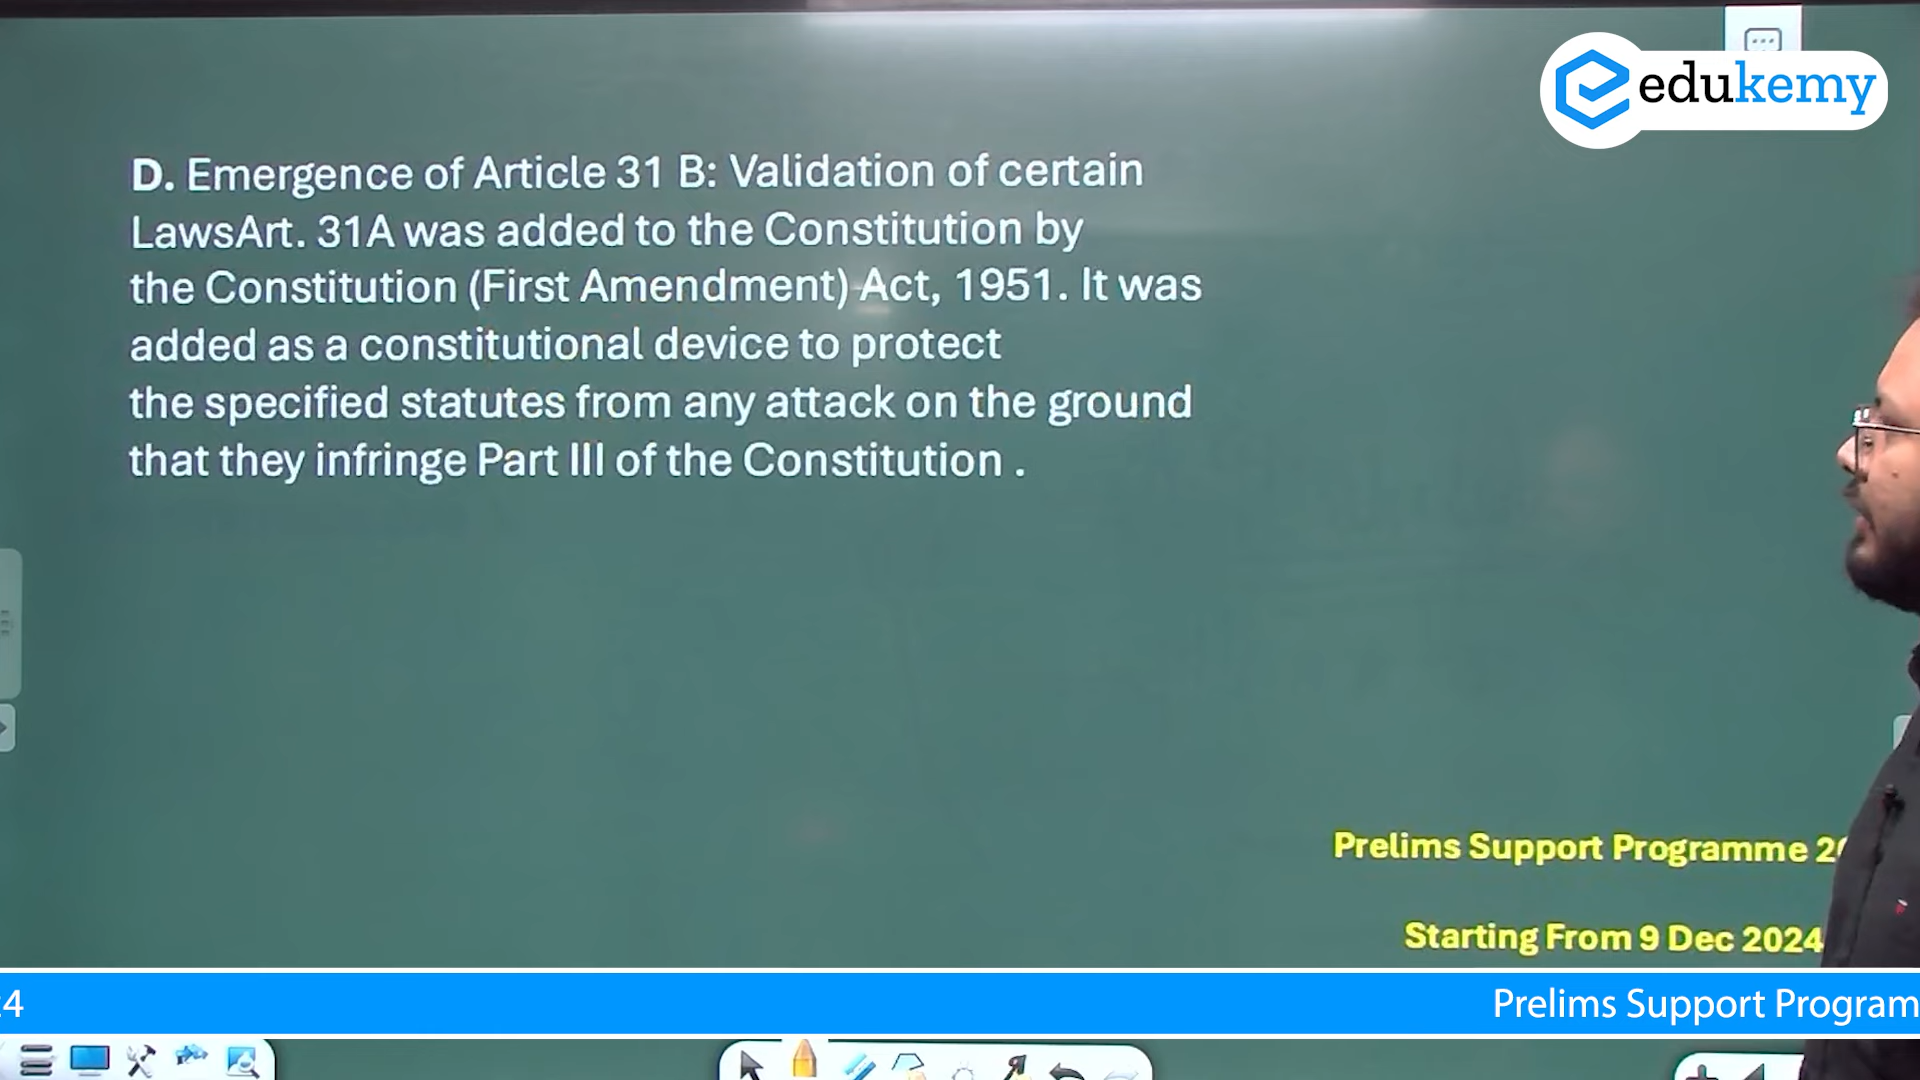 edukemy
D. Emergence of Article 31 B: Validation of certain
LawsArt. 31A was added to the Constitution by
the Constitution (First Amendment) Act, 1951. It was
added as a constitutional device to protect
the specified statutes from any attack on the ground
that they infringe Part III of the Constitution .
Prelims Support Programme
Starting From 9 Dec 2024
24 Prelims Support Program